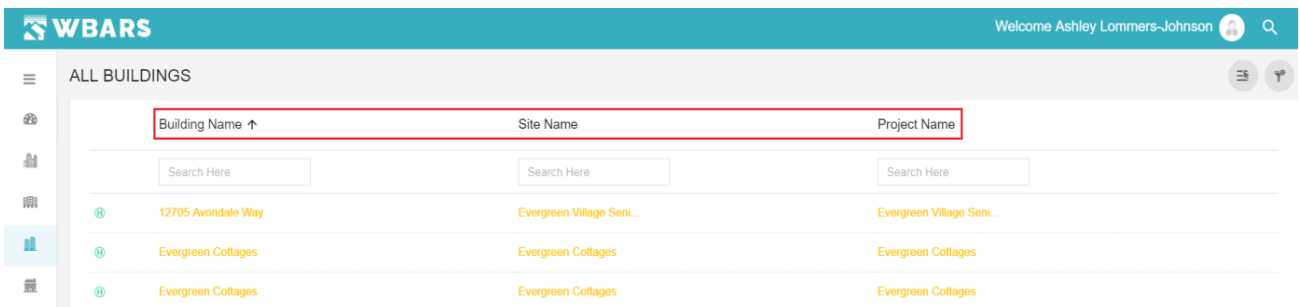 WBARS
Welcome Ashley Lommers-Johnson
ALL BUILDINGS
Building Name ↑ Site Name Project Name
Search Here Search Here Search Here
H 12705 Avondale Way Evergreen Village Seni... Evergreen Village Seni...
H Evergreen Cottages Evergreen Cottages Evergreen Cottages
H Evergreen Cottages Evergreen Cottages Evergreen Cottages